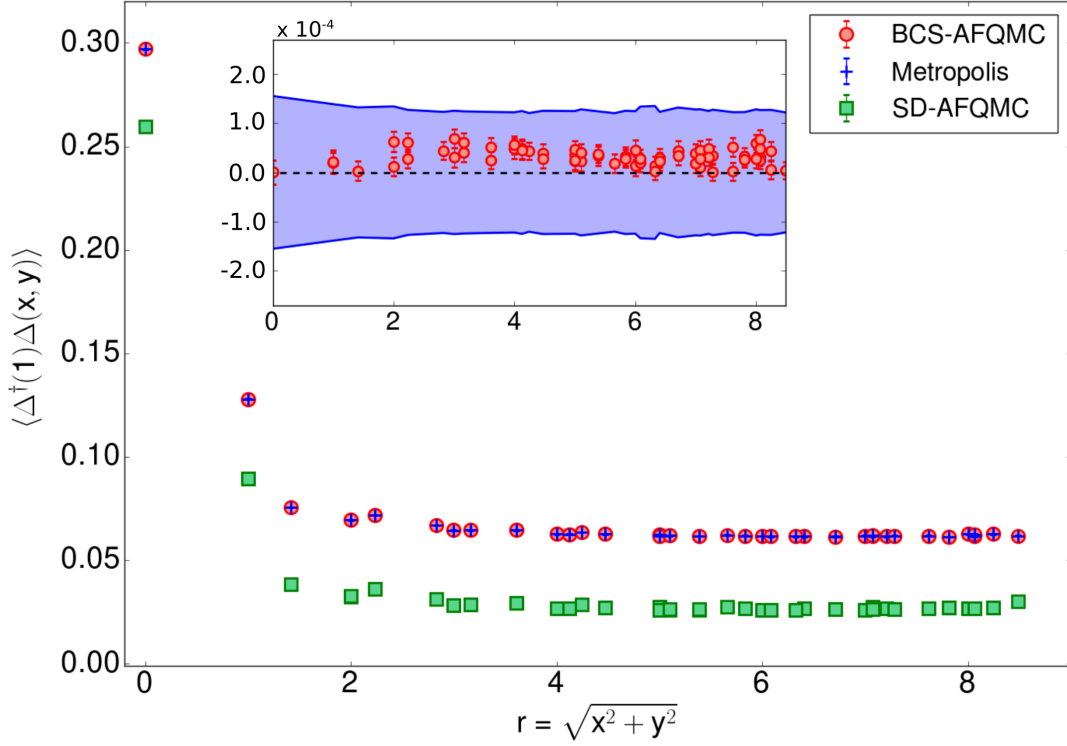 BCS-AFQMC
Metropolis
SD-AFQMC
x 10⁻⁴
2.0
1.0
0.0
-1.0
-2.0
0 2 4 6 8
0.30
0.25
0.20
0.15
0.10
0.05
0.00
⟨Δ†(1)Δ(x, y)⟩
0 2 4 6 8
r = √x² + y²